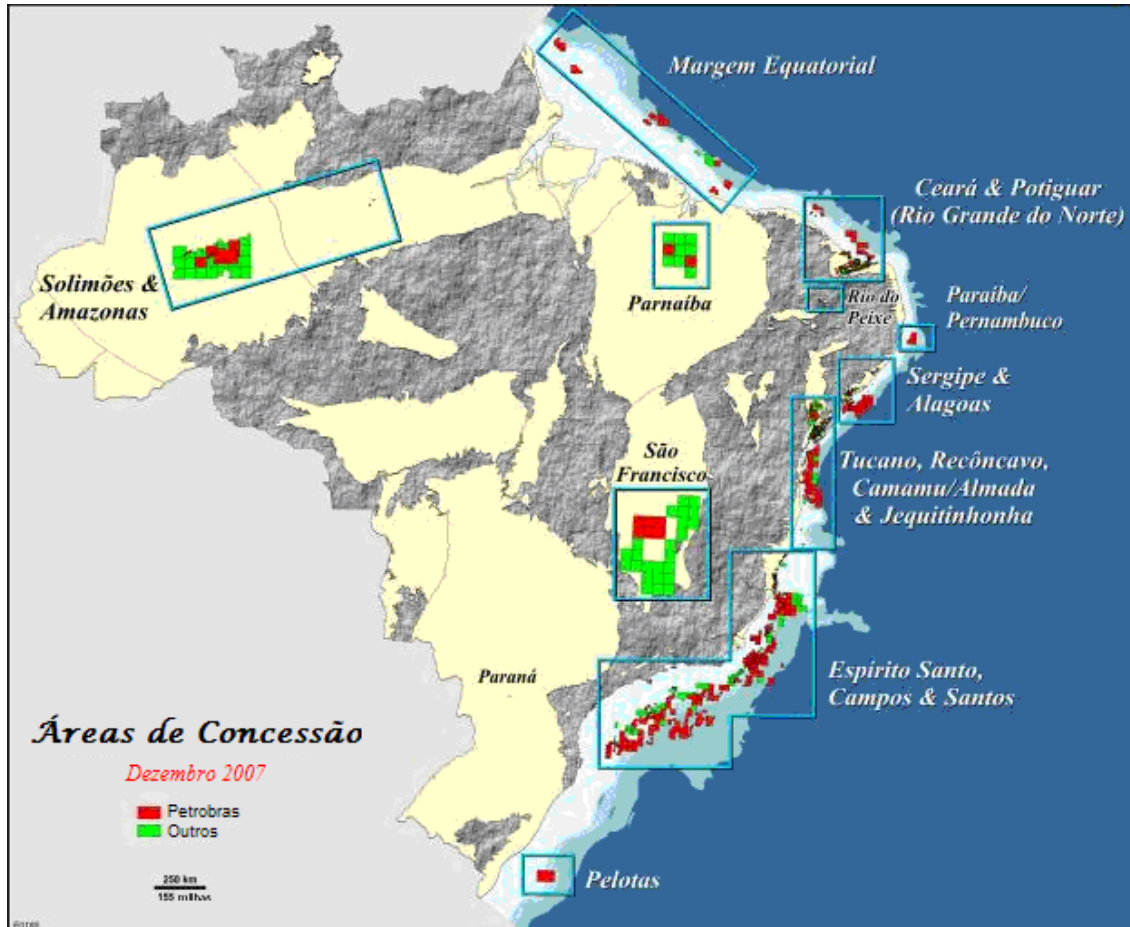 Margem Equatorial
Ceará & Potiguar
(Rio Grande do Norte)
Solimões &
Amazonas
Parnaíba
Rio do
Peixe
Paraíba/
Pernambuco
Sergipe &
Alagoas
São
Francisco
Tucano, Recôncavo,
Camamu/Almada
& Jequitinhonha
Paraná
Espírito Santo,
Campos & Santos
Áreas de Concessão
Dezembro 2007
Petrobras
Outros
250 km
155 milhas
Pelotas